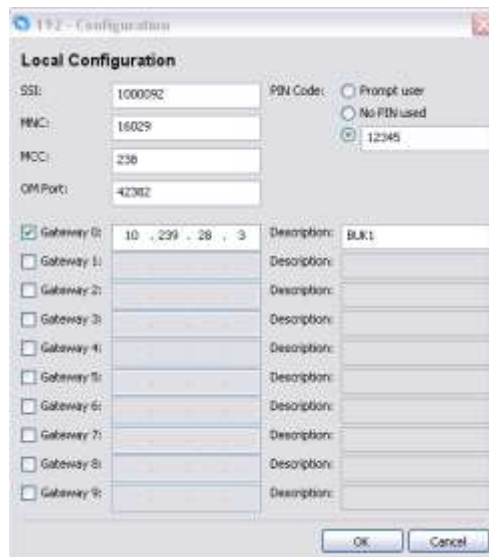 192 - Configuration
Local Configuration
SSI: 1000092
PIN Code: Prompt user
No PIN used
12345
MNC: 16029
MCC: 238
OM Port: 42382
Gateway 0: 10 . 239 . 28 . 3 Description: BUK1
Gateway 1: Description:
Gateway 2: Description:
Gateway 3: Description:
Gateway 4: Description:
Gateway 5: Description:
Gateway 6: Description:
Gateway 7: Description:
Gateway 8: Description:
Gateway 9: Description:
OK Cancel